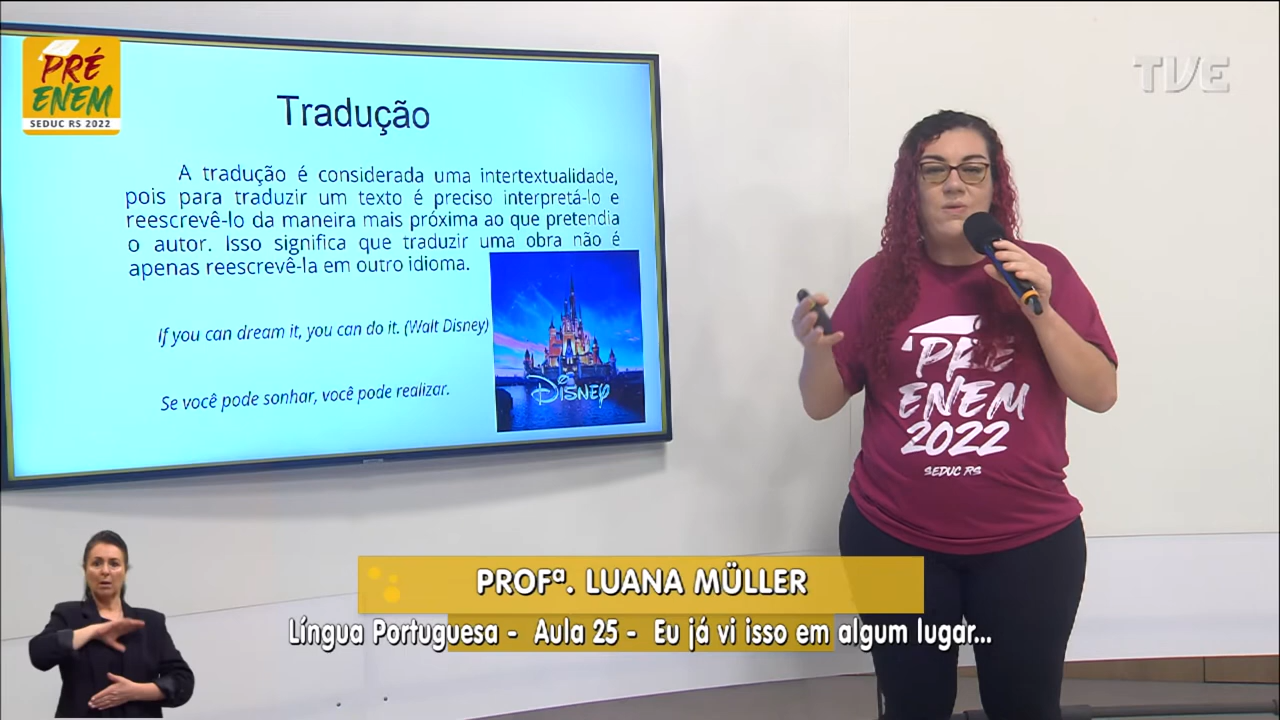 PRÉ
ENEM
SEDUC RS 2022
TVE
Tradução
A tradução é considerada uma intertextualidade,
pois para traduzir um texto é preciso interpretá-lo e
reescrevê-lo da maneira mais próxima ao que pretendia
o autor. Isso significa que traduzir uma obra não é
apenas reescrevê-la em outro idioma.
If you can dream it, you can do it. (Walt Disney)
Se você pode sonhar, você pode realizar.
DISNEY
PRÉ
ENEM
2022
SEDUC RS
PROFª. LUANA MÜLLER
Língua Portuguesa - Aula 25 - Eu já vi isso em algum lugar...